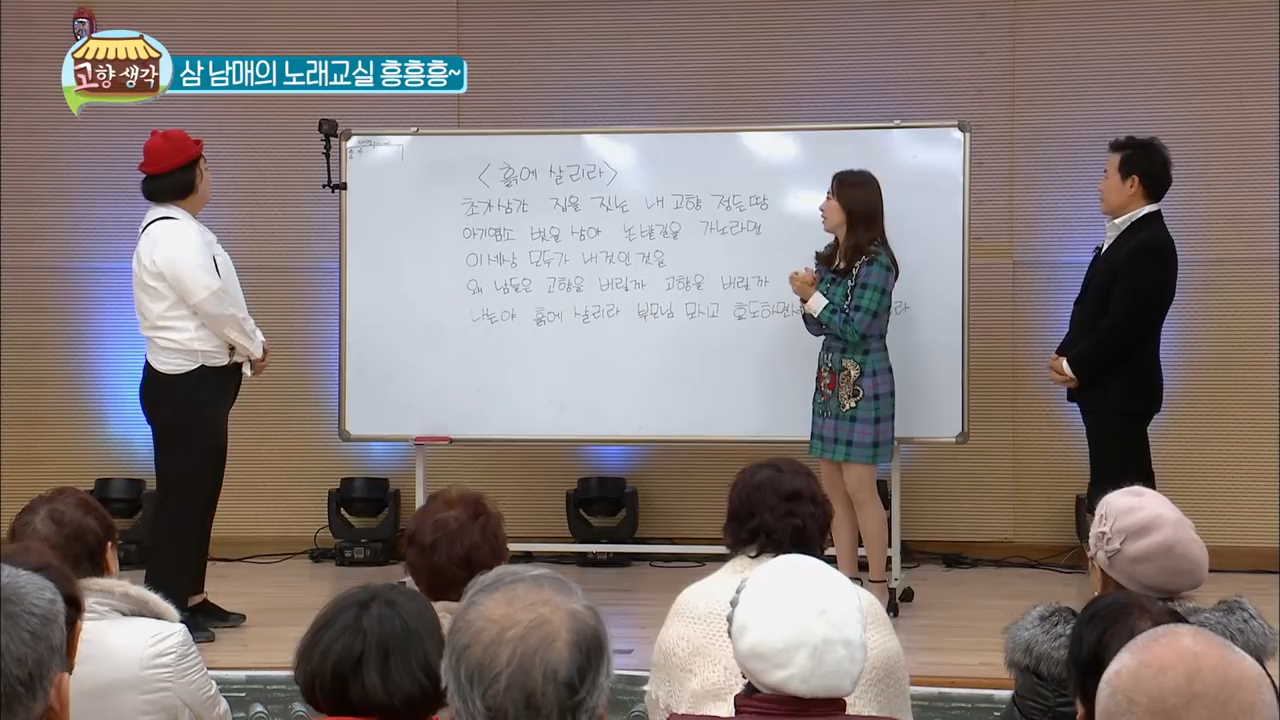 고향 생각
삼 남매의 노래교실 흥흥흥~
<흙에 살리라>
초가삼간 집을 짓는 내 고향 정든 땅
아기염소 벗을 삼아 논 밭길을 가노라면
이 세상 모두가 내 것인 것을
왜 남들은 고향을 버릴까 고향을 버릴까
나는야 흙에 살리라 부모님 모시고 효도하면서 라